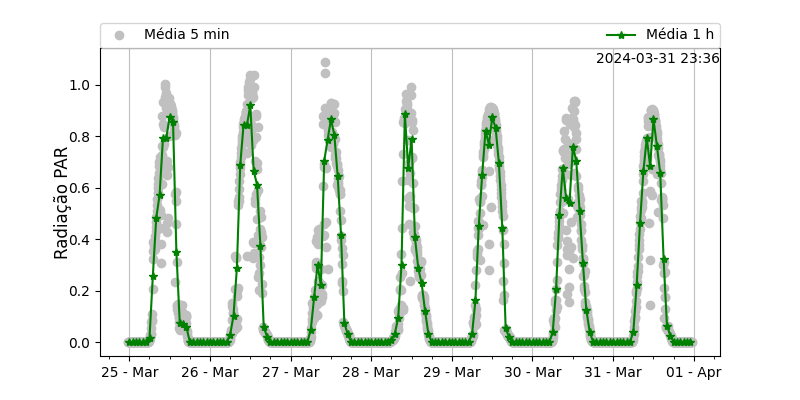 Média 5 min
Média 1 h
2024-03-31 23:36
Radiação PAR
1.0
0.8
0.6
0.4
0.2
0.0
25 - Mar
26 - Mar
27 - Mar
28 - Mar
29 - Mar
30 - Mar
31 - Mar
01 - Apr